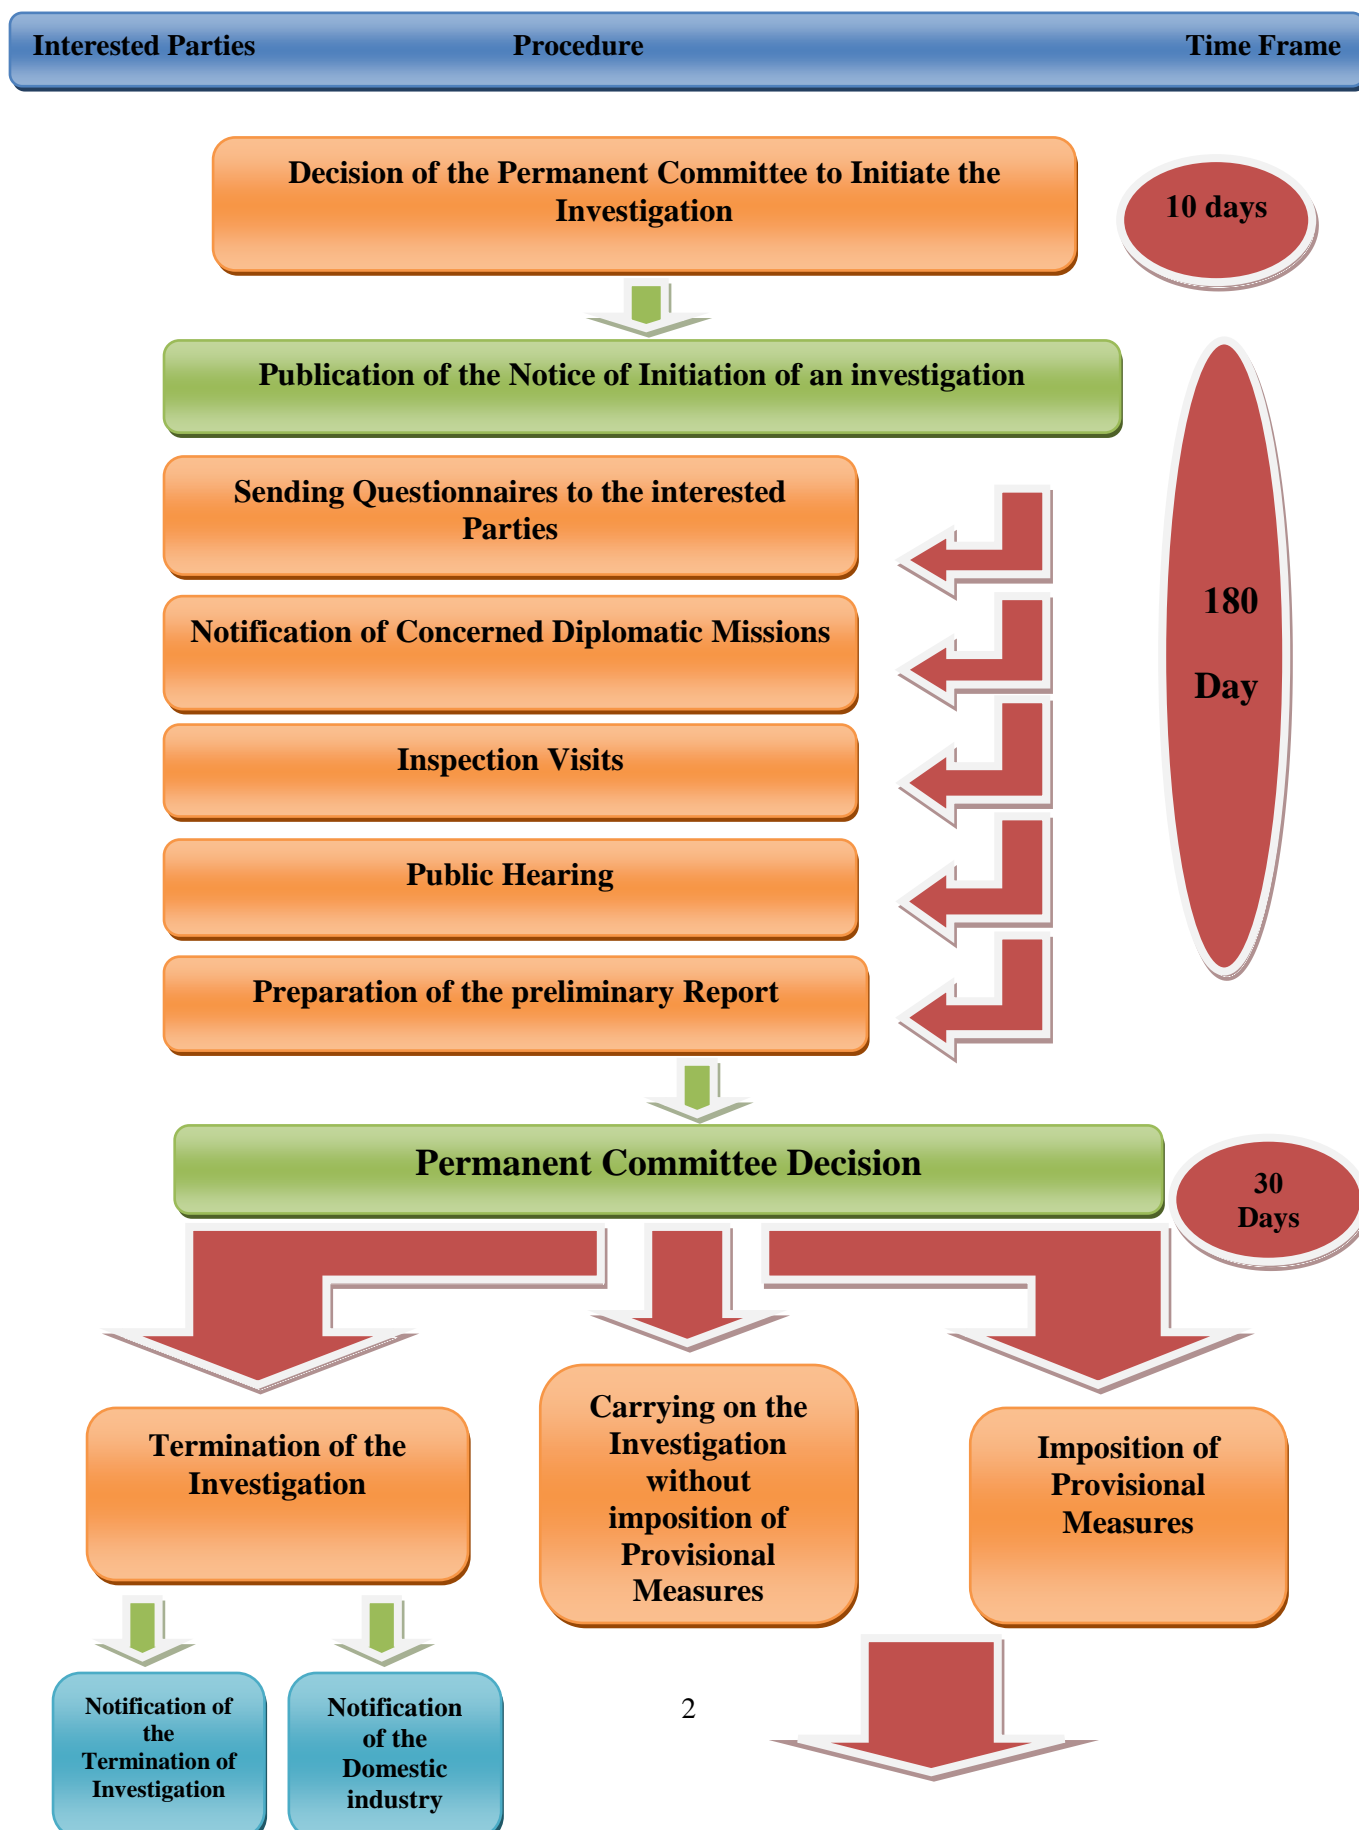 Interested Parties Procedure Time Frame
Decision of the Permanent Committee to Initiate the
Investigation
10 days
Publication of the Notice of Initiation of an investigation
Sending Questionnaires to the interested
Parties
Notification of Concerned Diplomatic Missions
180
Day
Inspection Visits
Public Hearing
Preparation of the preliminary Report
Permanent Committee Decision
30
Days
Termination of the
Investigation
Carrying on the
Investigation
without
imposition of
Provisional
Measures
Imposition of
Provisional
Measures
Notification of
the
Termination of
Investigation
Notification
of the
Domestic
industry
2